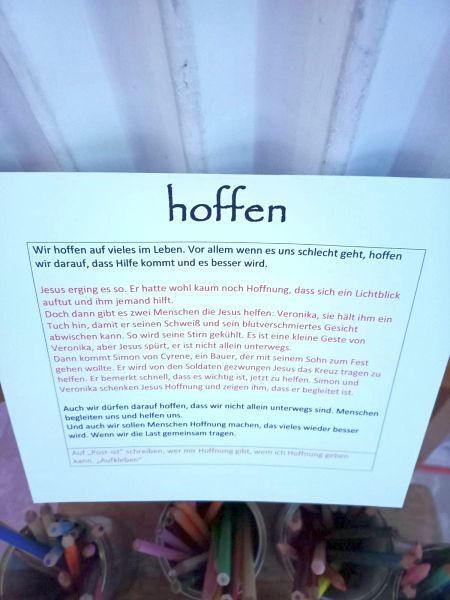 hoffen
Wir hoffen auf vieles im Leben. Vor allem wenn es uns schlecht geht, hoffen
wir darauf, dass Hilfe kommt und es besser wird.
Jesus erging es so. Er hatte wohl kaum noch Hoffnung, dass sich ein Lichtblick
auftut und ihm jemand hilft.
Doch dann gibt es zwei Menschen die Jesus helfen: Veronika, sie hält ihm ein
Tuch hin, damit er seinen Schweiß und sein blutverschmiertes Gesicht
abwischen kann. So wird seine Stirn gekühlt. Es ist eine kleine Geste von
Veronika, aber Jesus spürt, er ist nicht allein unterwegs.
Dann kommt Simon von Cyrene, ein Bauer, der mit seinem Sohn zum Fest
gehen wollte. Er wird von den Soldaten gezwungen Jesus das Kreuz tragen zu
helfen. Er bemerkt schnell, dass es wichtig ist, jetzt zu helfen. Simon und
Veronika schenken Jesus Hoffnung und zeigen ihm, dass er begleitet ist.
Auch wir dürfen darauf hoffen, dass wir nicht allein unterwegs sind. Menschen
begleiten uns und helfen uns.
Und auch wir sollen Menschen Hoffnung machen, das vieles wieder besser
wird. Wenn wir die Last gemeinsam tragen.
Auf „Post-ist“ schreiben, wer mir Hoffnung gibt, wem ich Hoffnung geben
kann. „Aufkleben“